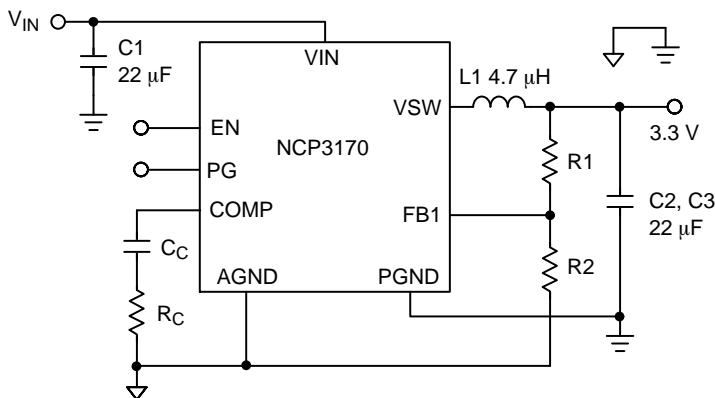 VIN
C1
22 μF
VIN
L1 4.7 μH
VSW
3.3 V
EN
NCP3170
PG
R1
COMP
FB1
C2, C3
22 μF
CC
R2
AGND
PGND
RC